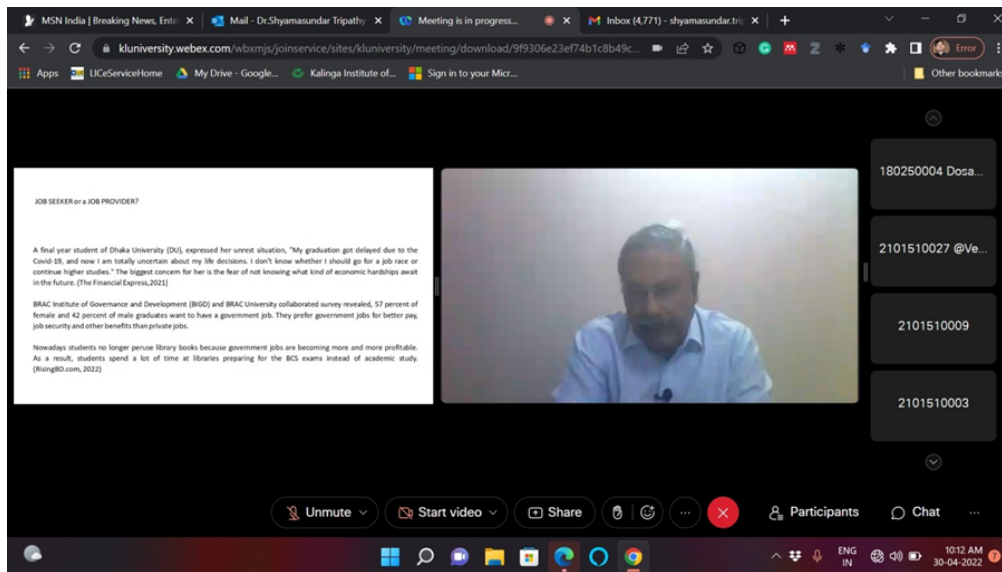 MSN India | Breaking News, Ente
Mail - Dr.Shyamasundar Tripathy
Meeting is in progress...
Inbox (4,771) - shyamasundar.trip
kluniversity.webex.com/wbxmjs/joinservice/sites/kluniversity/meeting/download/9f9306e23ef74b1c8b49c...
Error
Apps
LICeServiceHome
My Drive - Google...
Kalinga Institute of...
Sign in to your Micr...
Other bookmarks
JOB SEEKER or a JOB PROVIDER?
A final year student of Dhaka University (DU), expressed her unrest situation, "My graduation got delayed due to the
Covid-19, and now I am totally uncertain about my life decisions. I don't know whether I should go for a job race or
continue higher studies." The biggest concern for her is the fear of not knowing what kind of economic hardships await
in the future. (The Financial Express,2021)
BRAC Institute of Governance and Development (BIGD) and BRAC University collaborated survey revealed, 57 percent of
female and 42 percent of male graduates want to have a government job. They prefer government jobs for better pay,
job security and other benefits than private jobs.
Nowadays students no longer peruse library books because government jobs are becoming more and more profitable.
As a result, students spend a lot of time at libraries preparing for the BCS exams instead of academic study.
(RisingBD.com, 2022)
180250004 Dosa...
2101510027 @Ve...
2101510009
2101510003
Unmute
Start video
Share
Participants
Chat
ENG
IN
10:12 AM
30-04-2022
7